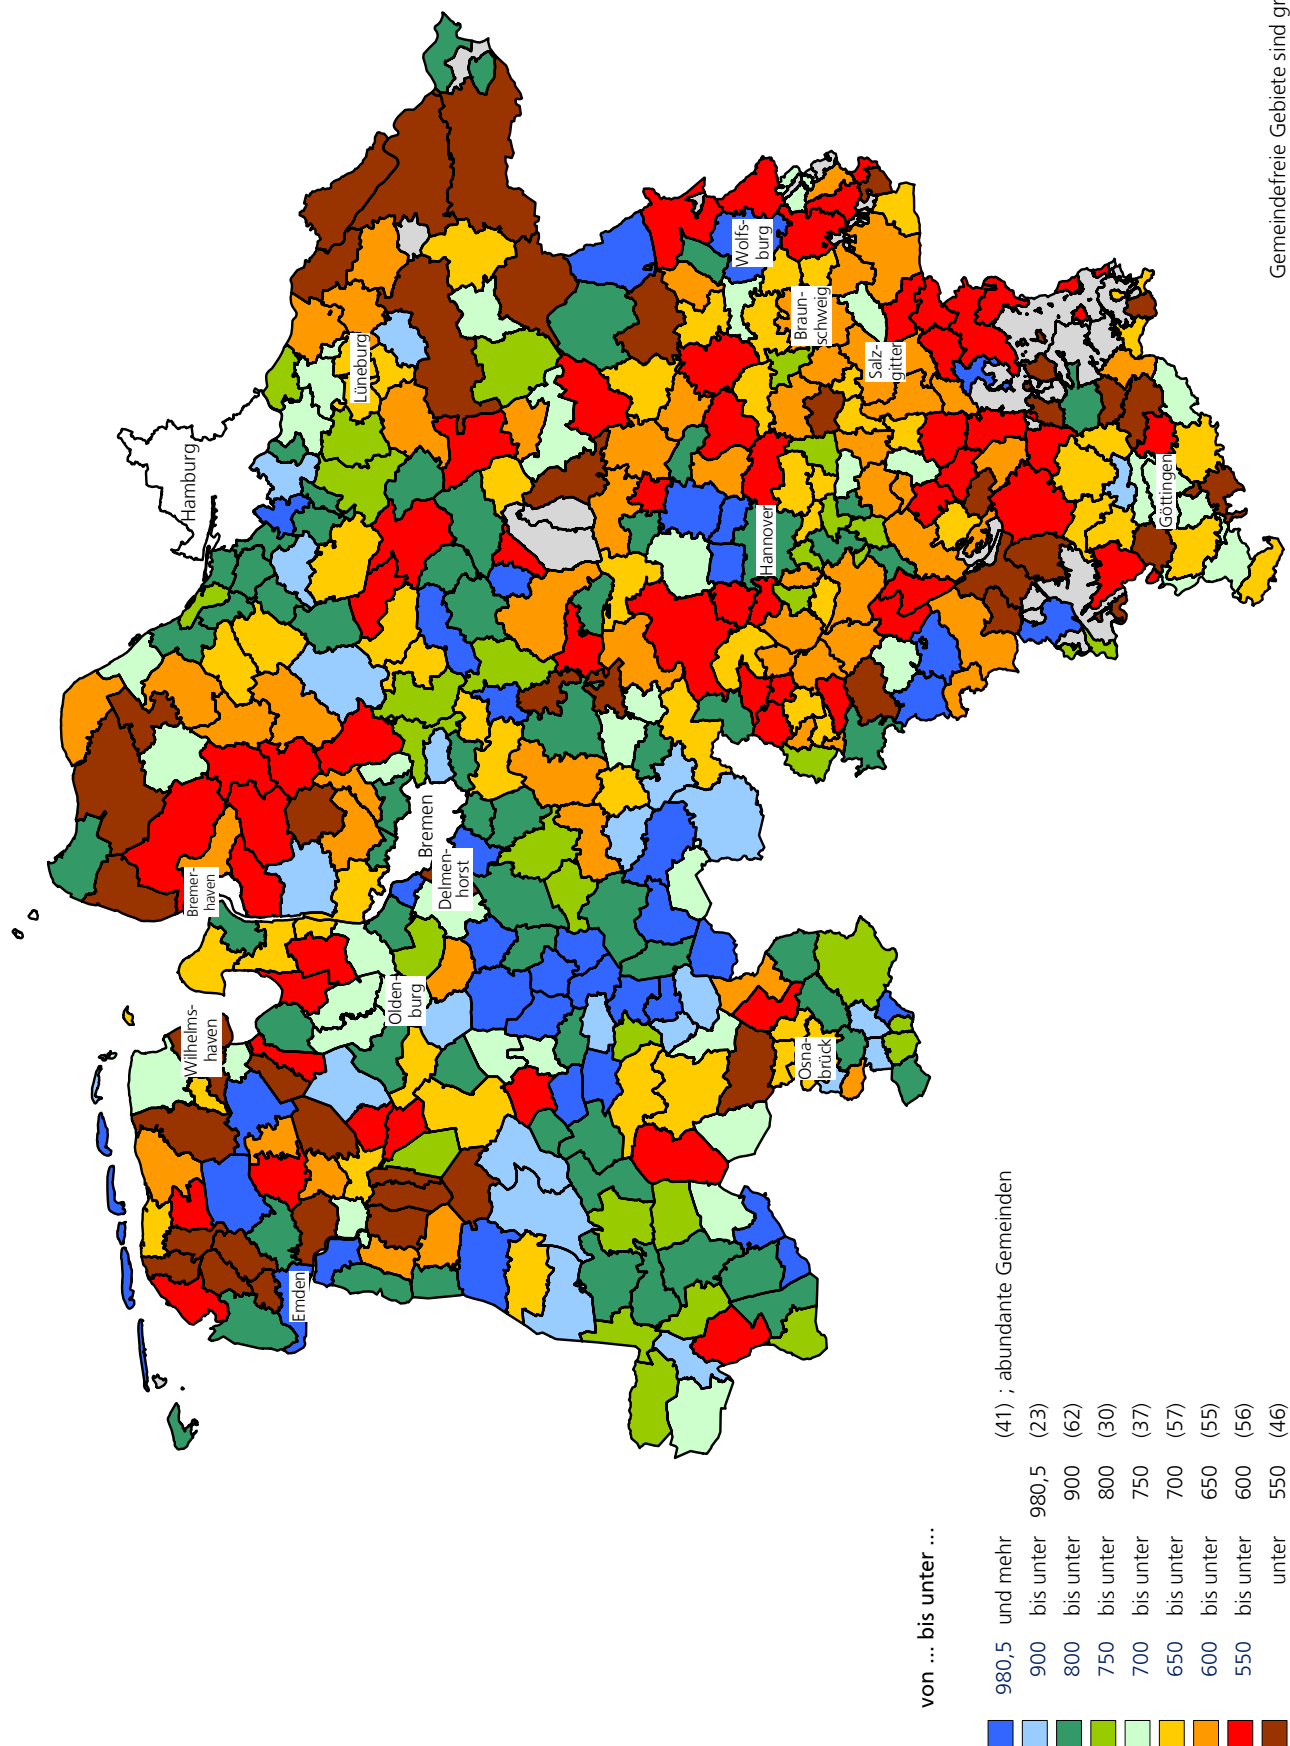 Hamburg
Lüneburg
Bremer-
haven
Wilhelms-
haven
Bremen
Delmen-
horst
Olden-
burg
Emden
Wolfs-
burg
Braun-
schweig
Salz-
gitter
Hannover
Osna-
brück
Göttingen
von ... bis unter ...
980,5 und mehr (41) ; abundante Gemeinden
900 bis unter 980,5 (23)
800 bis unter 900 (62)
750 bis unter 800 (30)
700 bis unter 750 (37)
650 bis unter 700 (57)
600 bis unter 650 (55)
550 bis unter 600 (56)
unter 550 (46)
Gemeindefreie Gebiete sind